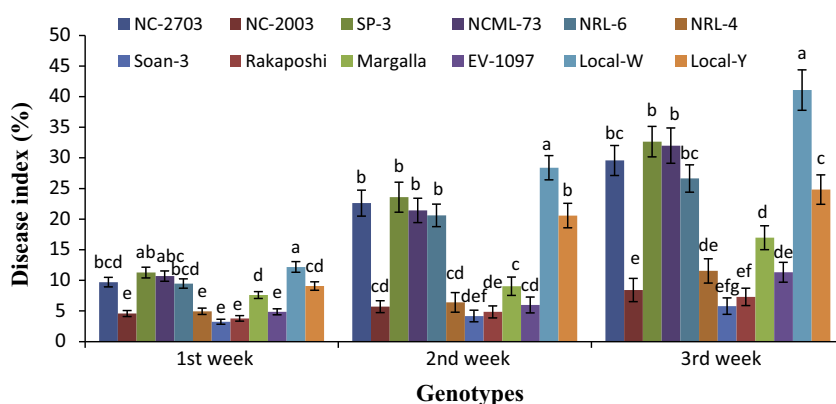 NC-2703 NC-2003 SP-3 NCML-73 NRL-6 NRL-4
Soan-3 Rakaposhi Margalla EV-1097 Local-W Local-Y
Disease index (%)
50
45
40
35
30
25
20
15
10
5
0
bcd e ab abc bcd e e e d e a cd
b cd b b b cd def de c cd a b
bc e b b bc de efg ef d de a c
1st week 2nd week 3rd week
Genotypes